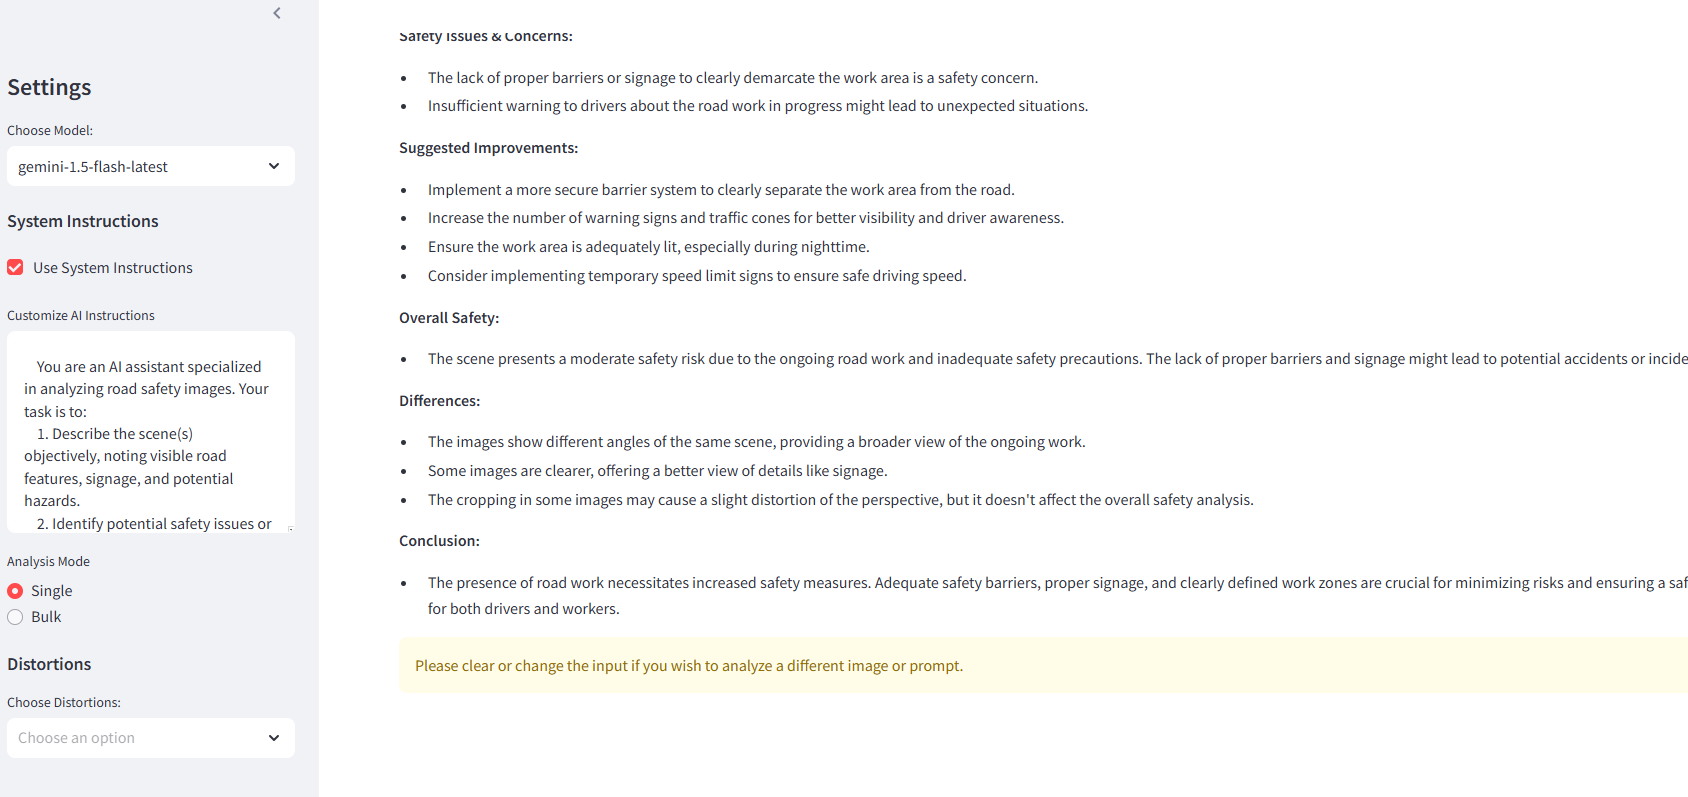 Settings
Choose Model:
gemini-1.5-flash-latest
System Instructions
Use System Instructions
Customize AI Instructions
You are an AI assistant specialized
in analyzing road safety images. Your
task is to:
1. Describe the scene(s)
objectively, noting visible road
features, signage, and potential
hazards.
2. Identify potential safety issues or
Analysis Mode
Single
Bulk
Distortions
Choose Distortions:
Choose an option
Safety Issues & Concerns:
• The lack of proper barriers or signage to clearly demarcate the work area is a safety concern.
• Insufficient warning to drivers about the road work in progress might lead to unexpected situations.
Suggested Improvements:
• Implement a more secure barrier system to clearly separate the work area from the road.
• Increase the number of warning signs and traffic cones for better visibility and driver awareness.
• Ensure the work area is adequately lit, especially during nighttime.
• Consider implementing temporary speed limit signs to ensure safe driving speed.
Overall Safety:
• The scene presents a moderate safety risk due to the ongoing road work and inadequate safety precautions. The lack of proper barriers and signage might lead to potential accidents or incide
Differences:
• The images show different angles of the same scene, providing a broader view of the ongoing work.
• Some images are clearer, offering a better view of details like signage.
• The cropping in some images may cause a slight distortion of the perspective, but it doesn't affect the overall safety analysis.
Conclusion:
• The presence of road work necessitates increased safety measures. Adequate safety barriers, proper signage, and clearly defined work zones are crucial for minimizing risks and ensuring a saf
for both drivers and workers.
Please clear or change the input if you wish to analyze a different image or prompt.